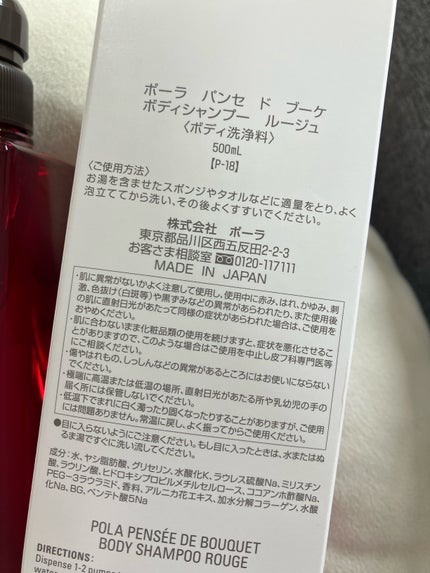 ポーラ パンセ ド ブーケ
ボディシャンプー ルージュ
〈ボディ洗浄料〉
500mL
【P-18】
〈ご使用方法〉
お湯を含ませたスポンジやタオルなどに適量をとり、よく
泡立ててから洗い、その後よくすすいでください。
株式会社 ポーラ
東京都品川区西五反田2-2-3
お客さま相談室 0120-117111
MADE IN JAPAN
・肌に異常がないかよく注意して使用し、使用中に赤み、はれ、かゆみ、刺
激、色抜け(白斑等)や黒ずみなどの異常があらわれたり、また使用後
の肌に直射日光があたって同様の症状があらわれた場合は、ご使用を
おやめください。
・肌に合わないまま化粧品類の使用を続けますと、症状を悪化させるこ
とがありますので、このような場合はご使用を中止し皮フ科専門医等
にご相談ください。
・傷やはれもの、しっしんなどの異常があるところにはお使いにならない
でください。
・極端に高温または低温の場所、直射日光があたる所や乳幼児の手の
届く所には保管しないでください。
・低温下でまれに白く濁ったり固くなったりすることがありますが、ご使用
には問題ありません。常温に戻し、よく振ってからご使用ください。
●目に入らないようにご注意ください。もし目に入ったときは、水またはぬ
るま湯ですぐに洗い流してください。
成分:水、ヤシ脂肪酸、グリセリン、水酸化K、ラウレス硫酸Na、ミリスチン
酸、ラウリン酸、ヒドロキシプロピルメチルセルロース、ココアンホ酢酸Na、
PEG-3ラウラミド、香料、アルニカ花エキス、加水分解コラーゲン、水酸
化Na、BG、ペンテト酸5Na
POLA PENSÉE DE BOUQUET
BODY SHAMPOO ROUGE
DIRECTIONS:
Dispense 1-2 pumps